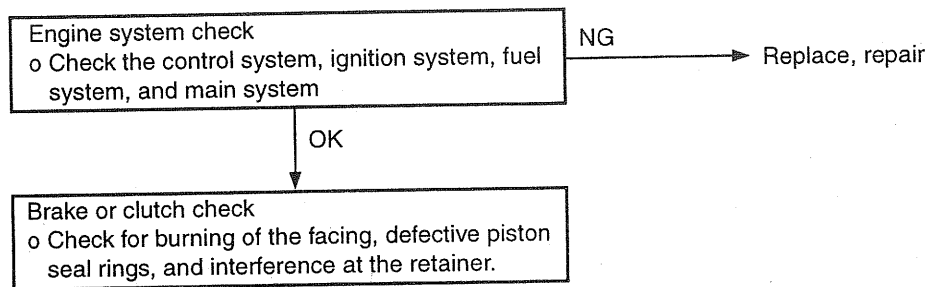 Engine system check
o Check the control system, ignition system, fuel
system, and main system
NG
Replace, repair
OK
Brake or clutch check
o Check for burning of the facing, defective piston
seal rings, and interference at the retainer.